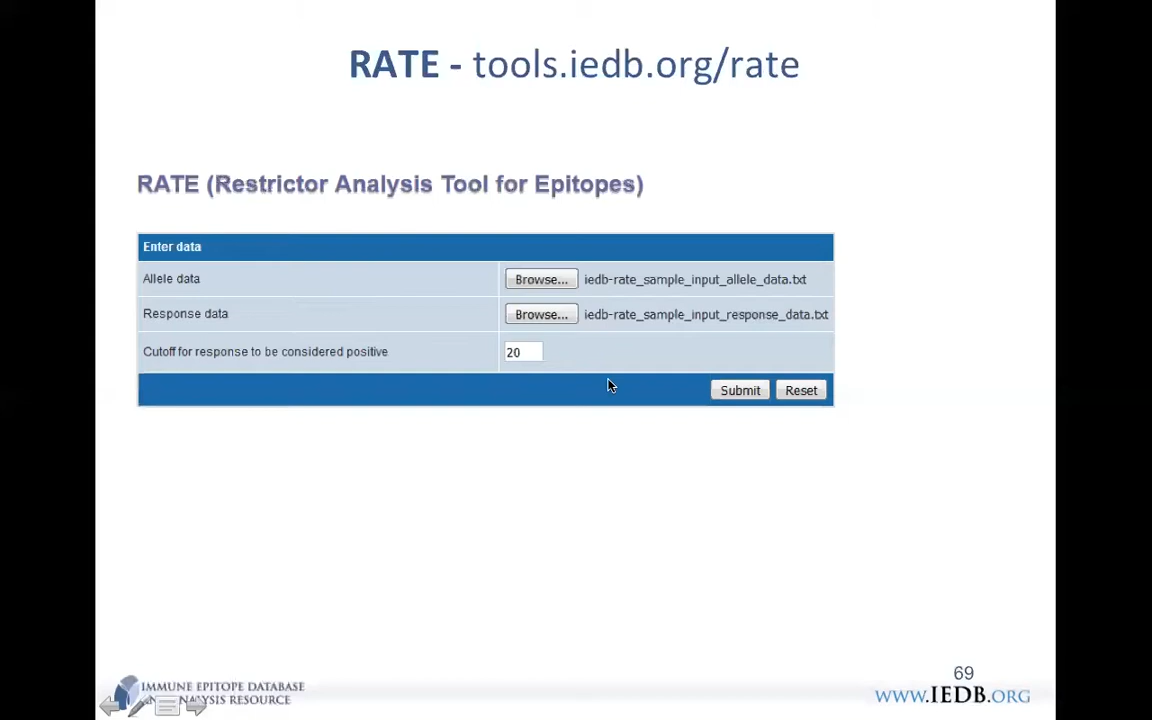 RATE - tools.iedb.org/rate
RATE (Restrictor Analysis Tool for Epitopes)
Enter data
Allele data Browse... iedb-rate_sample_input_allele_data.txt
Response data Browse... iedb-rate_sample_input_response_data.txt
Cutoff for response to be considered positive 20
Submit Reset
69
IMMUNE EPITOPE DATABASE
ANALYSIS RESOURCE
WWW.IEDB.ORG